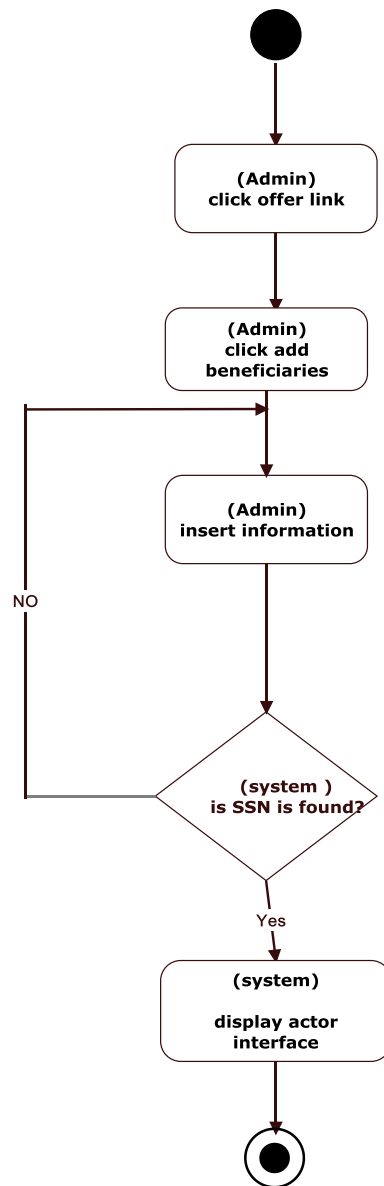 (Admin)
click offer link
(Admin)
click add
beneficiaries
(Admin)
insert information
NO
(system )
is SSN is found?
Yes
(system)
display actor
interface